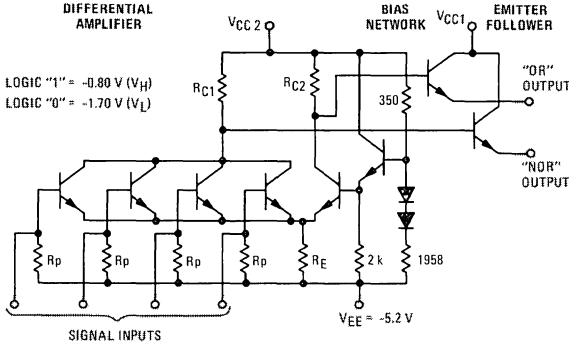 DIFFERENTIAL
AMPLIFIER
BIAS
NETWORK
EMITTER
FOLLOWER
VCC 2
VCC1
LOGIC "1" = -0.80 V (VH)
LOGIC "0" = -1.70 V (VL)
RC1
RC2
350
"OR"
OUTPUT
"NOR"
OUTPUT
Rp
Rp
Rp
Rp
RE
2 k
1958
SIGNAL INPUTS
VEE = -5.2 V